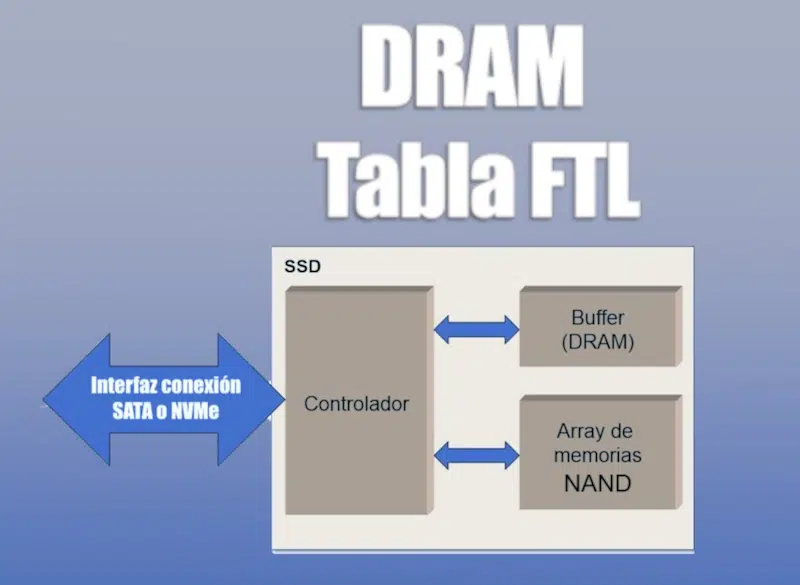 DRAM
Tabla FTL
SSD
Interfaz conexión
SATA o NVMe
Controlador
Buffer
(DRAM)
Array de
memorias
NAND